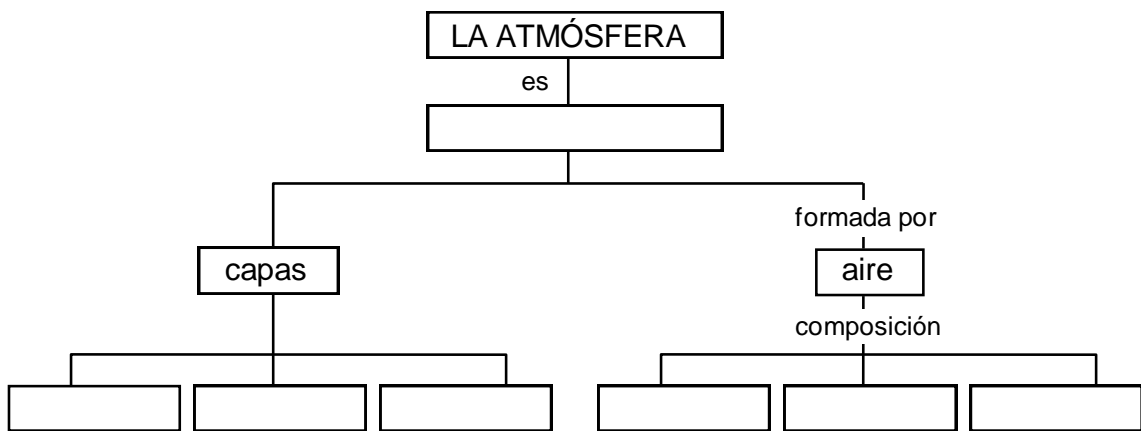 LA ATMÓSFERA
es
formada por
capas
aire
composición